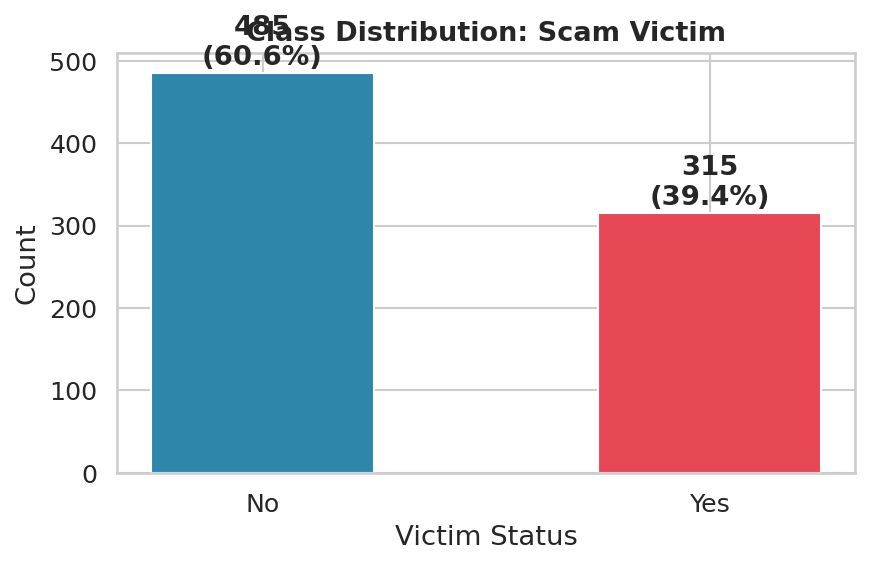 Class Distribution: Scam Victim
485
(60.6%)
315
(39.4%)
500
400
300
200
100
0
Count
No
Yes
Victim Status